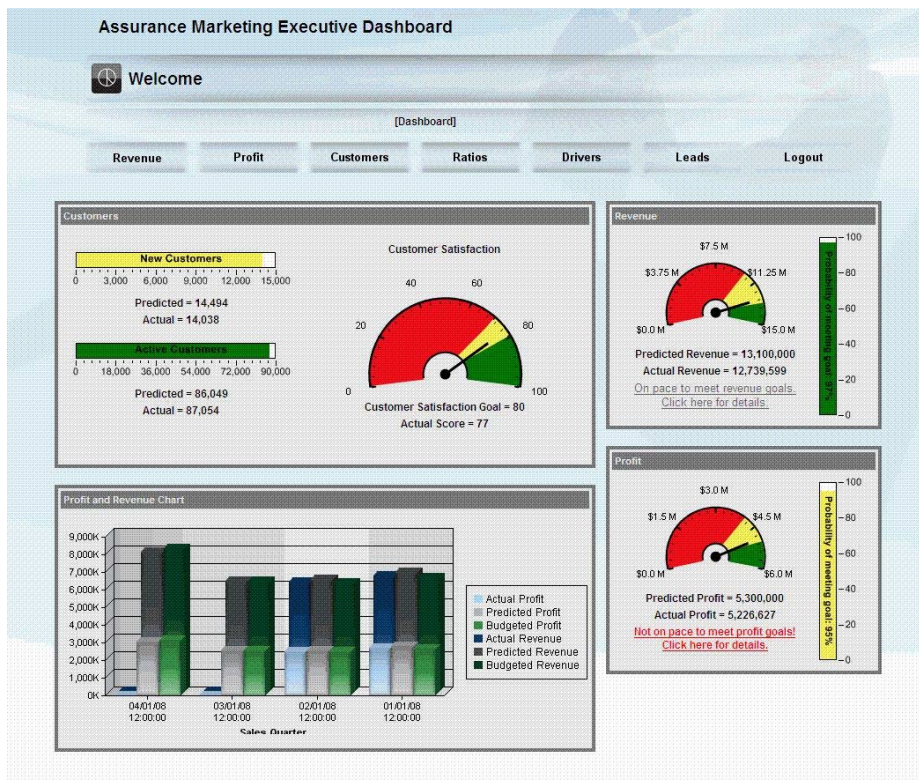 Assurance Marketing Executive Dashboard
Welcome
[Dashboard]
Revenue Profit Customers Ratios Drivers Leads Logout
Customers
New Customers
0 3,000 6,000 9,000 12,000 15,000
Predicted = 14,494
Actual = 14,038
Active Customers
0 18,000 36,000 54,000 72,000 90,000
Predicted = 86,049
Actual = 87,054
Customer Satisfaction
0 20 40 60 80 100
Customer Satisfaction Goal = 80
Actual Score = 77
Revenue
$0.0 M $3.75 M $7.5 M $11.25 M $15.0 M
Predicted Revenue = 13,100,000
Actual Revenue = 12,739,599
On pace to meet revenue goals.
Click here for details.
Probability of meeting goal: 97%
100
80
60
40
20
0
Profit and Revenue Chart
9,000K
8,000K
7,000K
6,000K
5,000K
4,000K
3,000K
2,000K
1,000K
0K
04/01/08 03/01/08 02/01/08 01/01/08
12:00:00 12:00:00 12:00:00 12:00:00
Sales Quarter
Actual Profit
Predicted Profit
Budgeted Profit
Actual Revenue
Predicted Revenue
Budgeted Revenue
Profit
$0.0 M $1.5 M $3.0 M $4.5 M $6.0 M
Predicted Profit = 5,300,000
Actual Profit = 5,226,627
Not on pace to meet profit goals!
Click here for details.
Probability of meeting goal: 95%
100
80
60
40
20
0